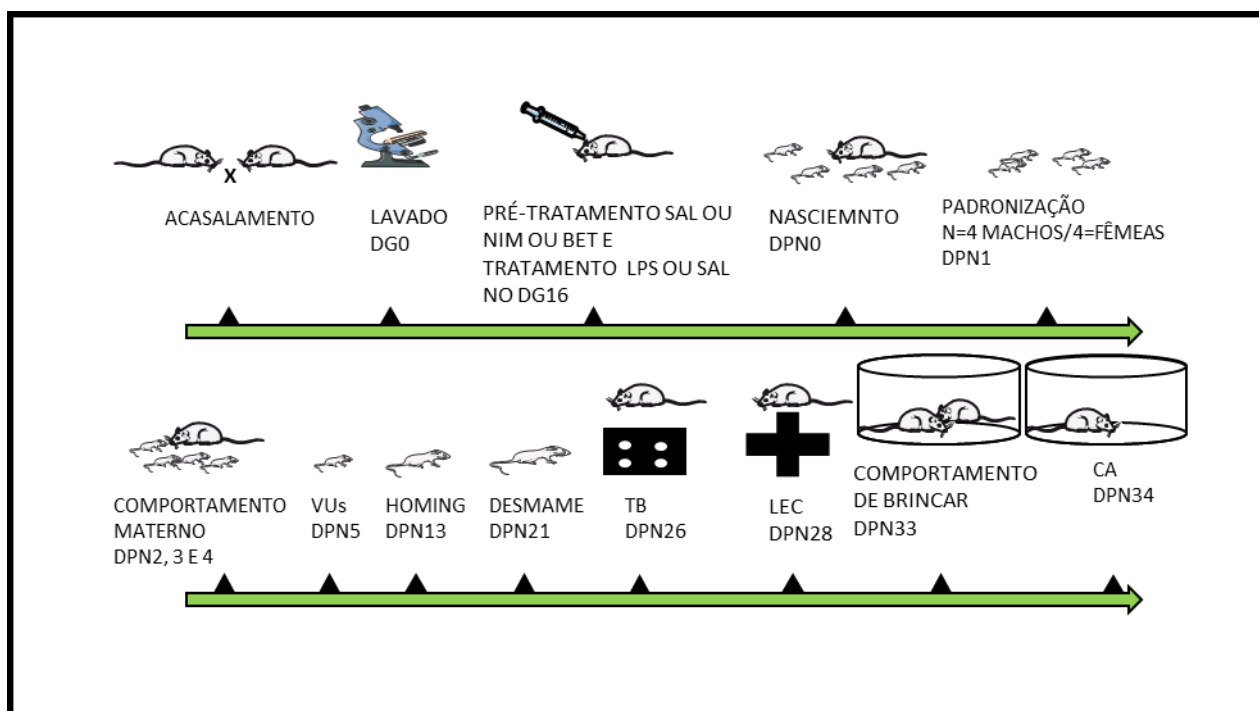 X
ACASALAMENTO
LAVADO
DG0
PRÉ-TRATAMENTO SAL OU
NIM OU BET E
TRATAMENTO LPS OU SAL
NO DG16
NASCIEMNTO
DPN0
PADRONIZAÇÃO
N=4 MACHOS/4=FÊMEAS
DPN1
COMPORTAMENTO
MATERNO
DPN2, 3 E 4
VUs
DPN5
HOMING
DPN13
DESMAME
DPN21
TB
DPN26
LEC
DPN28
COMPORTAMENTO
DE BRINCAR
DPN33
CA
DPN34